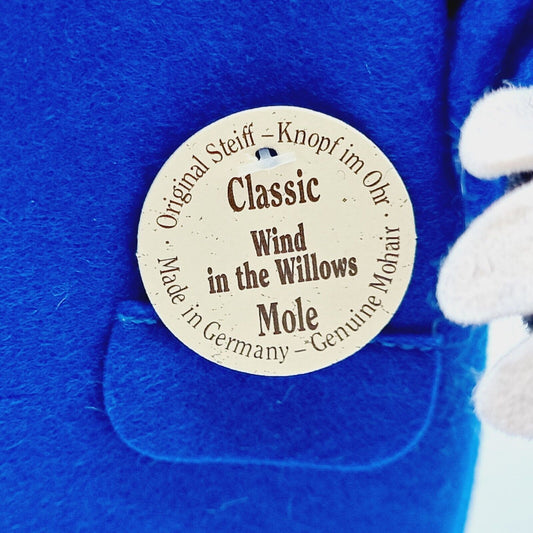 · Original Steiff – Knopf im Ohr ·
Classic
Wind
in the Willows
Mole
Made in Germany – Genuine Mohair